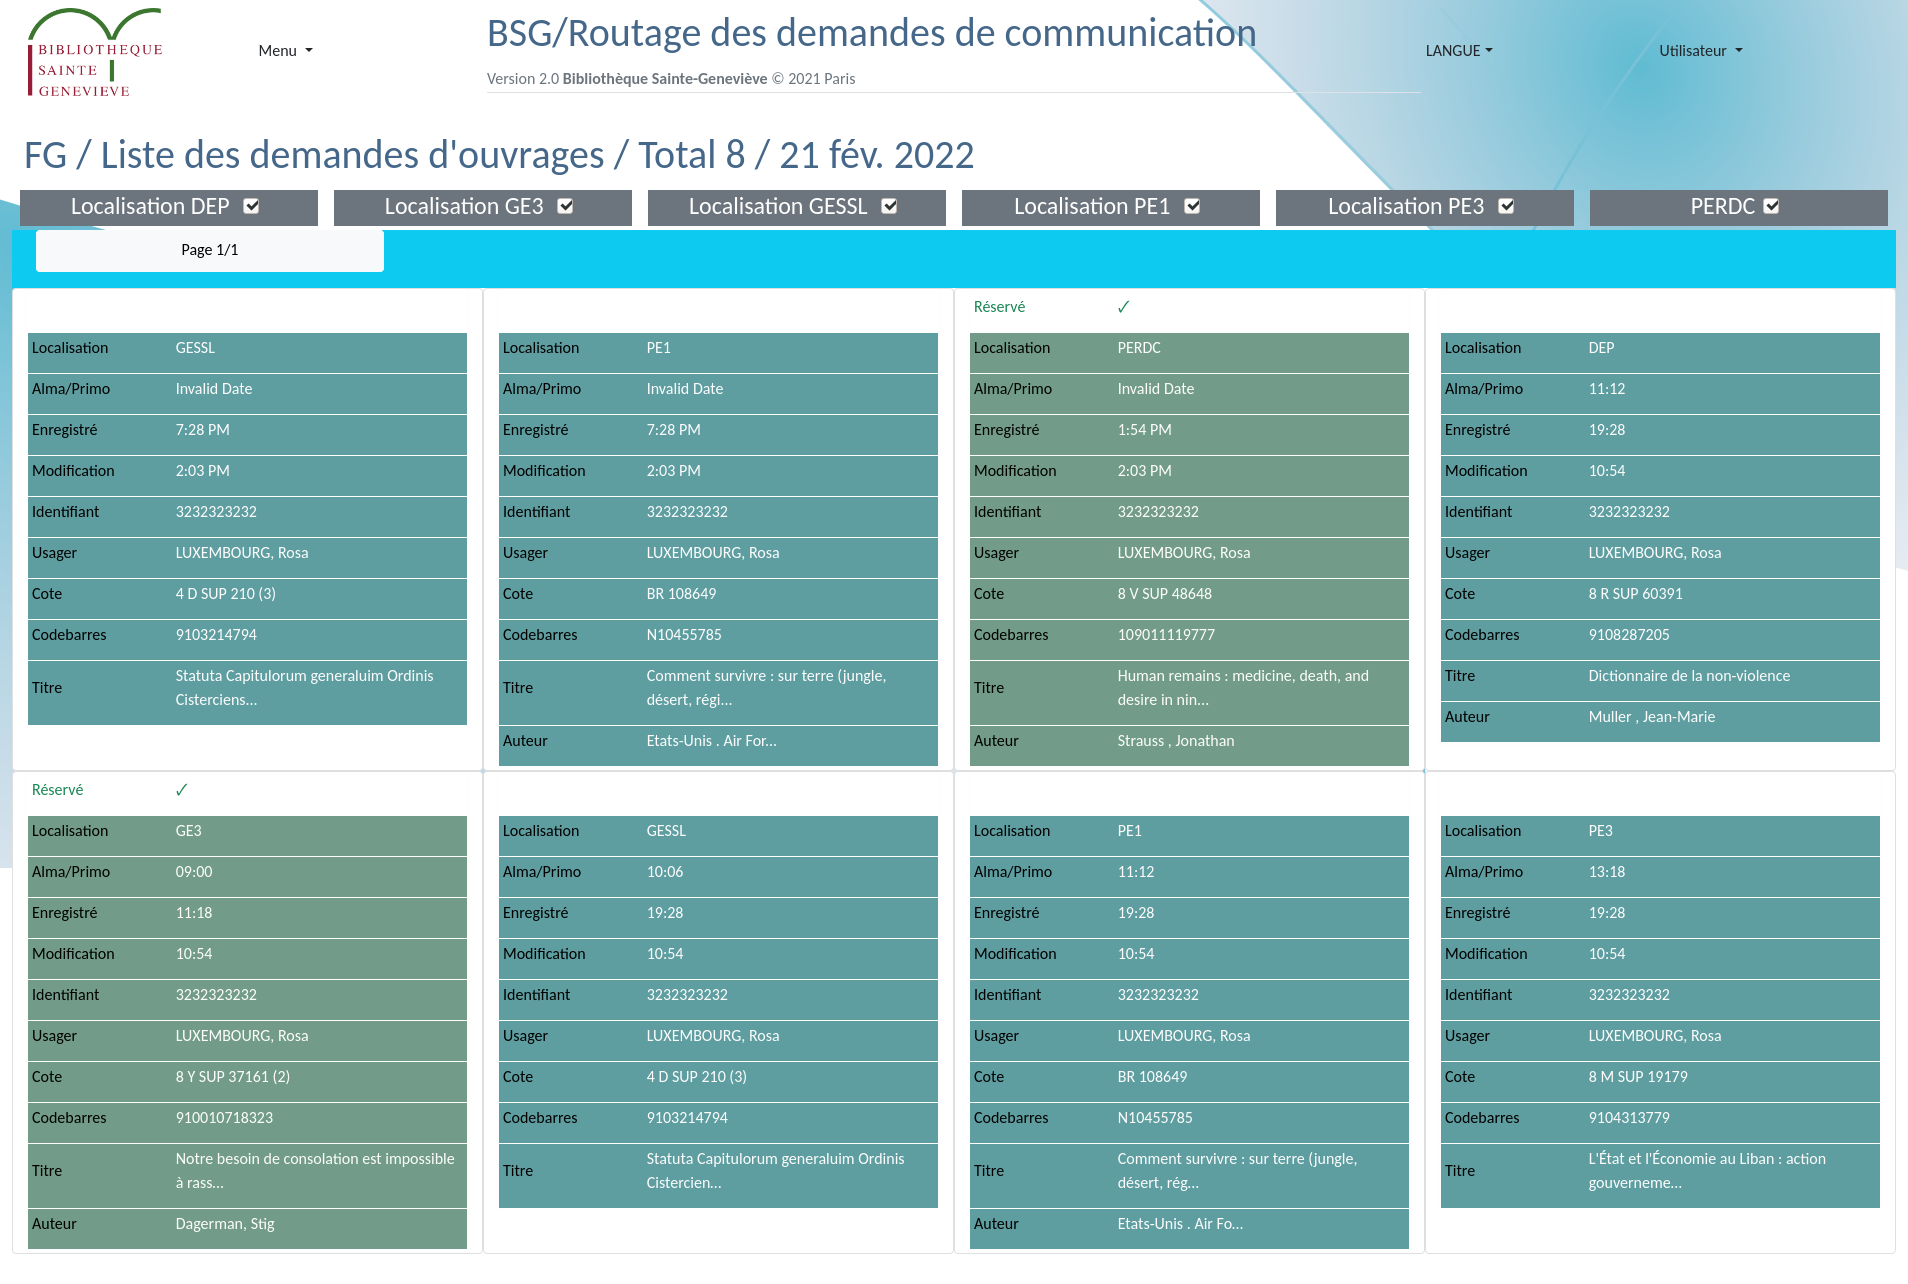 BIBLIOTHEQUE
SAINTE
GENEVIEVE
Menu
BSG/Routage des demandes de communication
Version 2.0 Bibliothèque Sainte-Geneviève © 2021 Paris
LANGUE
Utilisateur
FG / Liste des demandes d'ouvrages / Total 8 / 21 fév. 2022
Localisation DEP
Localisation GE3
Localisation GESSL
Localisation PE1
Localisation PE3
PERDC
Page 1/1
Localisation GESSL
Alma/Primo Invalid Date
Enregistré 7:28 PM
Modification 2:03 PM
Identifiant 3232323232
Usager LUXEMBOURG, Rosa
Cote 4 D SUP 210 (3)
Codebarres 9103214794
Titre Statuta Capitulorum generaluim Ordinis
Cisterciens...
Localisation PE1
Alma/Primo Invalid Date
Enregistré 7:28 PM
Modification 2:03 PM
Identifiant 3232323232
Usager LUXEMBOURG, Rosa
Cote BR 108649
Codebarres N10455785
Titre Comment survivre : sur terre (jungle,
désert, régi...
Auteur Etats-Unis . Air For...
Réservé ✓
Localisation PERDC
Alma/Primo Invalid Date
Enregistré 1:54 PM
Modification 2:03 PM
Identifiant 3232323232
Usager LUXEMBOURG, Rosa
Cote 8 V SUP 48648
Codebarres 109011119777
Titre Human remains : medicine, death, and
desire in nin...
Auteur Strauss , Jonathan
Localisation DEP
Alma/Primo 11:12
Enregistré 19:28
Modification 10:54
Identifiant 3232323232
Usager LUXEMBOURG, Rosa
Cote 8 R SUP 60391
Codebarres 9108287205
Titre Dictionnaire de la non-violence
Auteur Muller , Jean-Marie
Réservé ✓
Localisation GE3
Alma/Primo 09:00
Enregistré 11:18
Modification 10:54
Identifiant 3232323232
Usager LUXEMBOURG, Rosa
Cote 8 Y SUP 37161 (2)
Codebarres 910010718323
Titre Notre besoin de consolation est impossible
à rass...
Auteur Dagerman, Stig
Localisation GESSL
Alma/Primo 10:06
Enregistré 19:28
Modification 10:54
Identifiant 3232323232
Usager LUXEMBOURG, Rosa
Cote 4 D SUP 210 (3)
Codebarres 9103214794
Titre Statuta Capitulorum generaluim Ordinis
Cistercien...
Localisation PE1
Alma/Primo 11:12
Enregistré 19:28
Modification 10:54
Identifiant 3232323232
Usager LUXEMBOURG, Rosa
Cote BR 108649
Codebarres N10455785
Titre Comment survivre : sur terre (jungle,
désert, rég...
Auteur Etats-Unis . Air Fo...
Localisation PE3
Alma/Primo 13:18
Enregistré 19:28
Modification 10:54
Identifiant 3232323232
Usager LUXEMBOURG, Rosa
Cote 8 M SUP 19179
Codebarres 9104313779
Titre L'État et l'Économie au Liban : action
gouverneme...